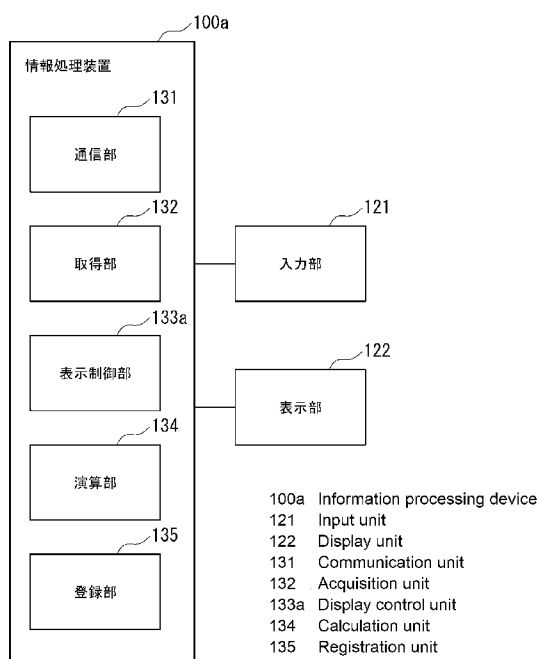 100a
情報処理装置
131
通信部
132
取得部
121
入力部
133a
表示制御部
122
表示部
134
演算部
135
登録部
100a Information processing device
121 Input unit
122 Display unit
131 Communication unit
132 Acquisition unit
133a Display control unit
134 Calculation unit
135 Registration unit